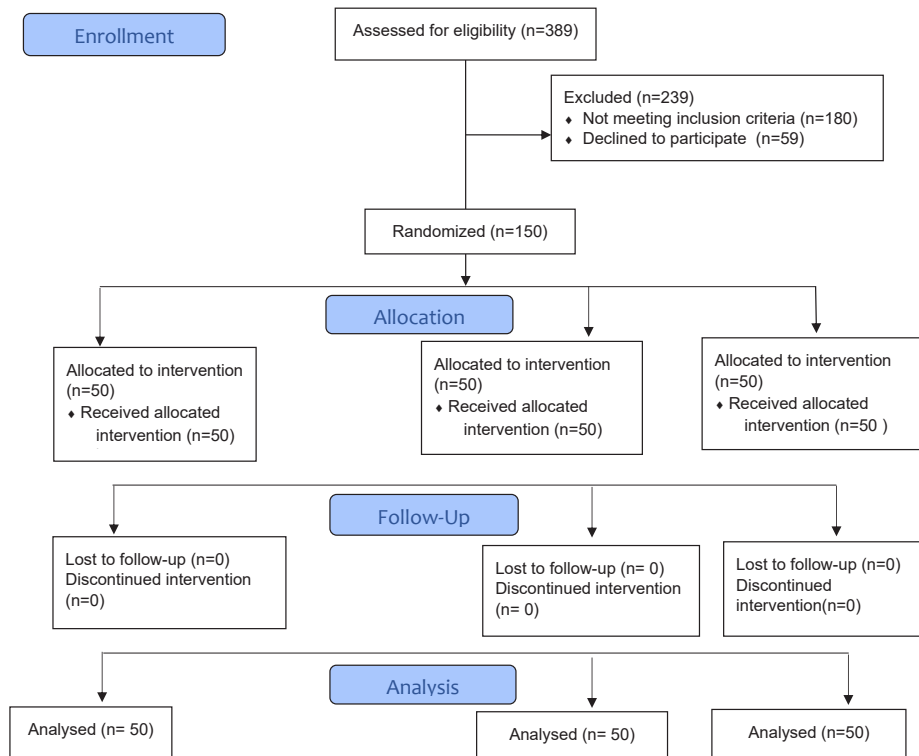 Enrollment
Assessed for eligibility (n=389)
Excluded (n=239)
♦ Not meeting inclusion criteria (n=180)
♦ Declined to participate (n=59)
Randomized (n=150)
Allocation
Allocated to intervention
(n=50)
♦ Received allocated
intervention (n=50)
Allocated to intervention
(n=50)
♦ Received allocated
intervention (n=50)
Allocated to intervention
(n=50)
♦ Received allocated
intervention (n=50 )
Follow-Up
Lost to follow-up (n=0)
Discontinued intervention
(n=0)
Lost to follow-up (n= 0)
Discontinued intervention
(n= 0)
Lost to follow-up (n=0)
Discontinued
intervention(n=0)
Analysis
Analysed (n= 50)
Analysed (n= 50)
Analysed (n=50)